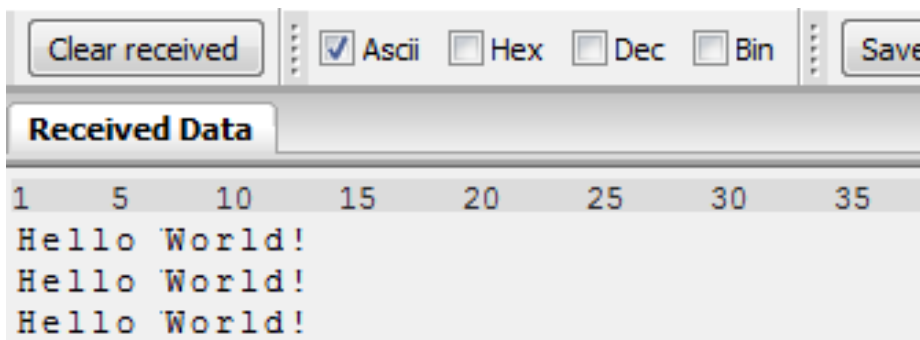 Clear received Ascii Hex Dec Bin Save
Received Data
1 5 10 15 20 25 30 35
Hello World!
Hello World!
Hello World!